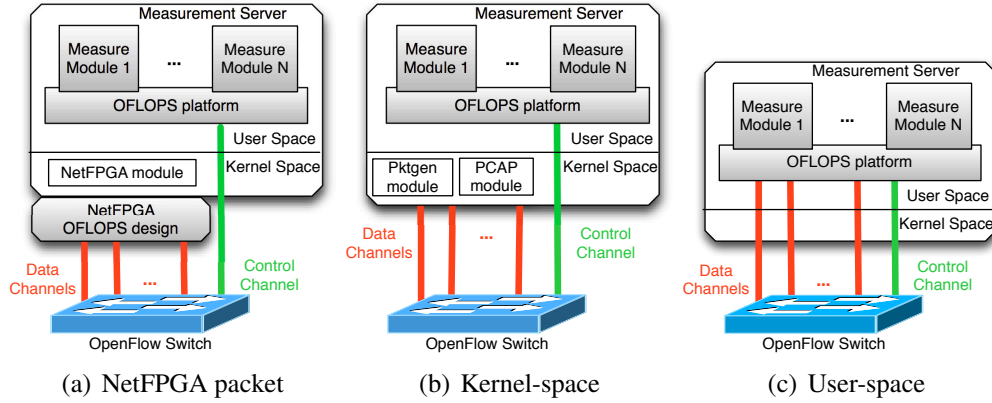 Measurement Server
Measure Module 1
...
Measure Module N
OFLOPS platform
User Space
Kernel Space
NetFPGA module
NetFPGA OFLOPS design
Data Channels
...
Control Channel
OpenFlow Switch
(a) NetFPGA packet
Measurement Server
Measure Module 1
...
Measure Module N
OFLOPS platform
User Space
Kernel Space
Pktgen module
PCAP module
Data Channels
...
Control Channel
OpenFlow Switch
(b) Kernel-space
Measurement Server
Measure Module 1
...
Measure Module N
OFLOPS platform
User Space
Kernel Space
Data Channels
...
Control Channel
OpenFlow Switch
(c) User-space